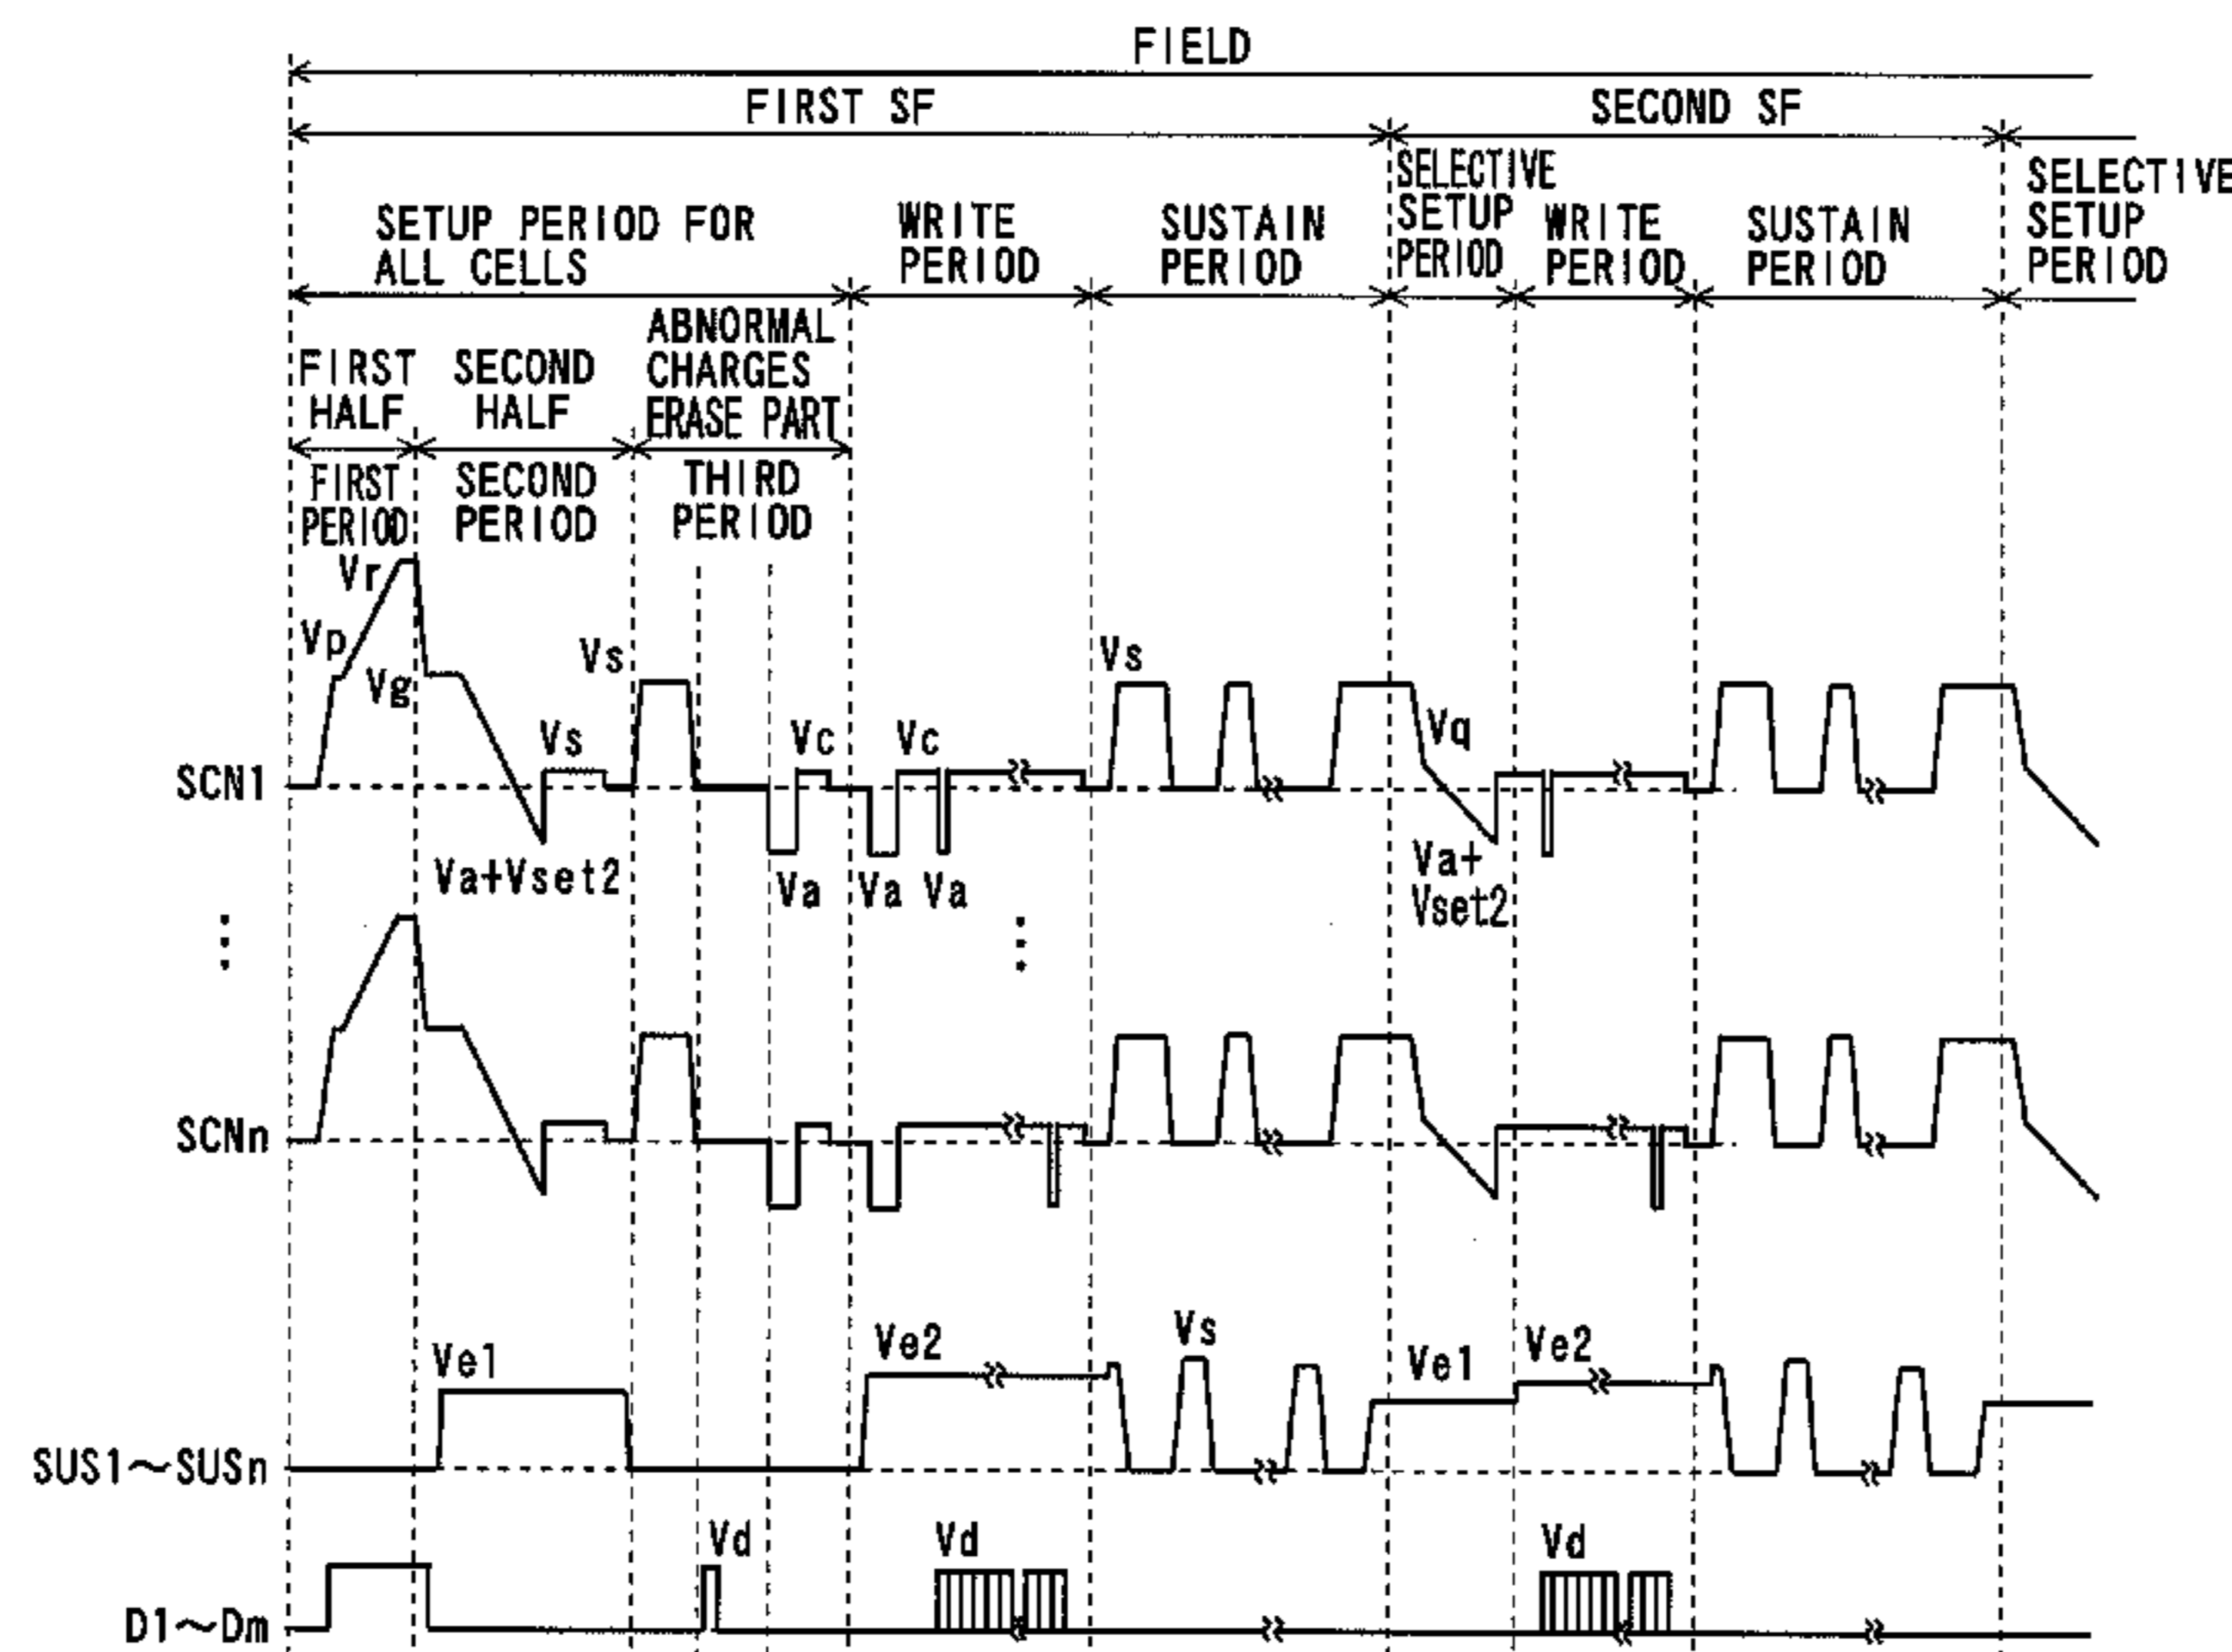 FIELD
FIRST SF
SECOND SF
SETUP PERIOD FOR
ALL CELLS
WRITE
PERIOD
SUSTAIN
PERIOD
SELECTIVE
SETUP
PERIOD
WRITE
PERIOD
SUSTAIN
PERIOD
SELECTIVE
SETUP
PERIOD
FIRST
HALF
SECOND
HALF
ABNORMAL
CHARGES
ERASE PART
FIRST
PERIOD
SECOND
PERIOD
THIRD
PERIOD
Vr
Vp
Vg
Vs
Vs
Vc
Vc
Vs
Vq
SCN1
Va+Vset2
Va
Va
Va
Va+
Vset2
SCNn
Ve1
Ve2
Vs
Ve1
Ve2
SUS1~SUSn
Vd
Vd
Vd
D1~Dm